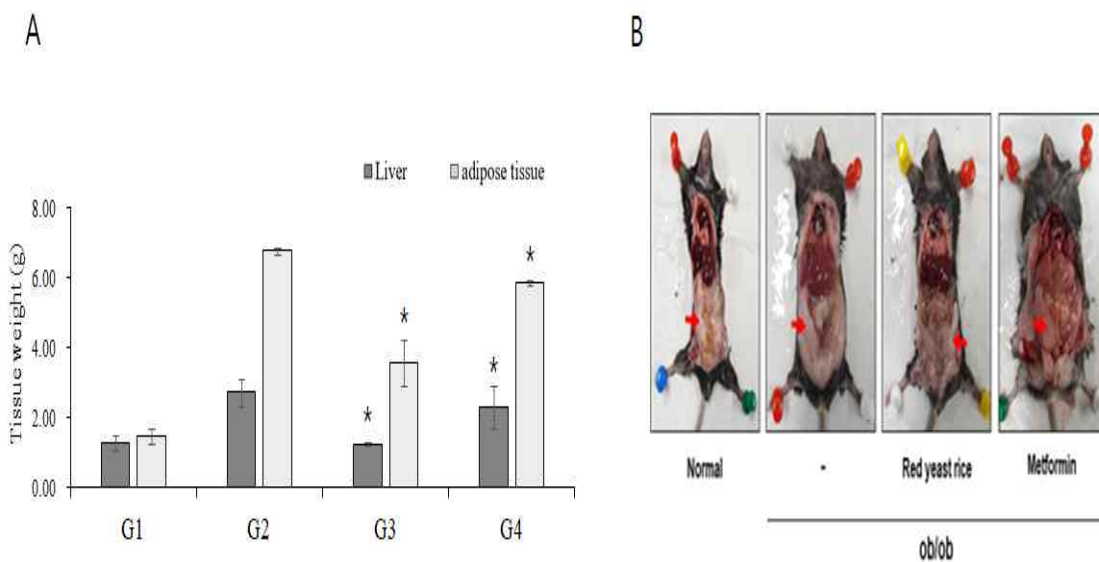 A
B
Liver adipose tissue
Tissue weight (g)
8.00
6.00
4.00
2.00
0.00
* * * *
G1 G2 G3 G4
Normal - Red yeast rice Metformin
ob/ob